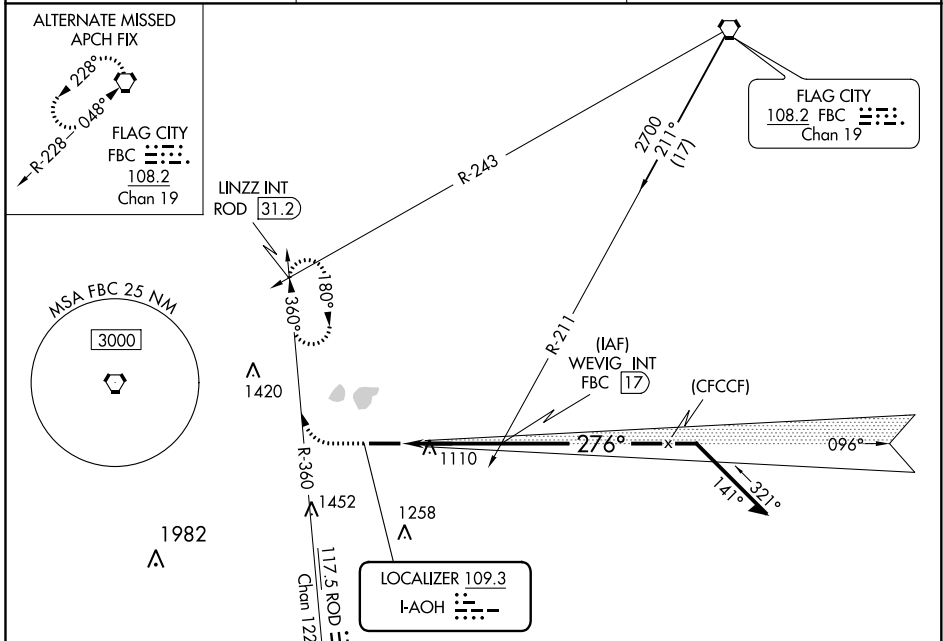 ALTERNATE MISSED
APCH FIX
228°
048°
R-228
FLAG CITY
FBC
108.2
Chan 19
FLAG CITY
108.2 FBC
Chan 19
2700
211°
(17)
R-243
LINZZ INT
ROD 31.2
180°
360°
MSA FBC 25 NM
3000
R-211
(IAF)
WEVIG INT
FBC 17
(CFCCF)
1420
276°
096°
1110
R-360
141°
321°
1452
1258
1982
117.5 ROD
Chan 122
LOCALIZER 109.3
I-AOH